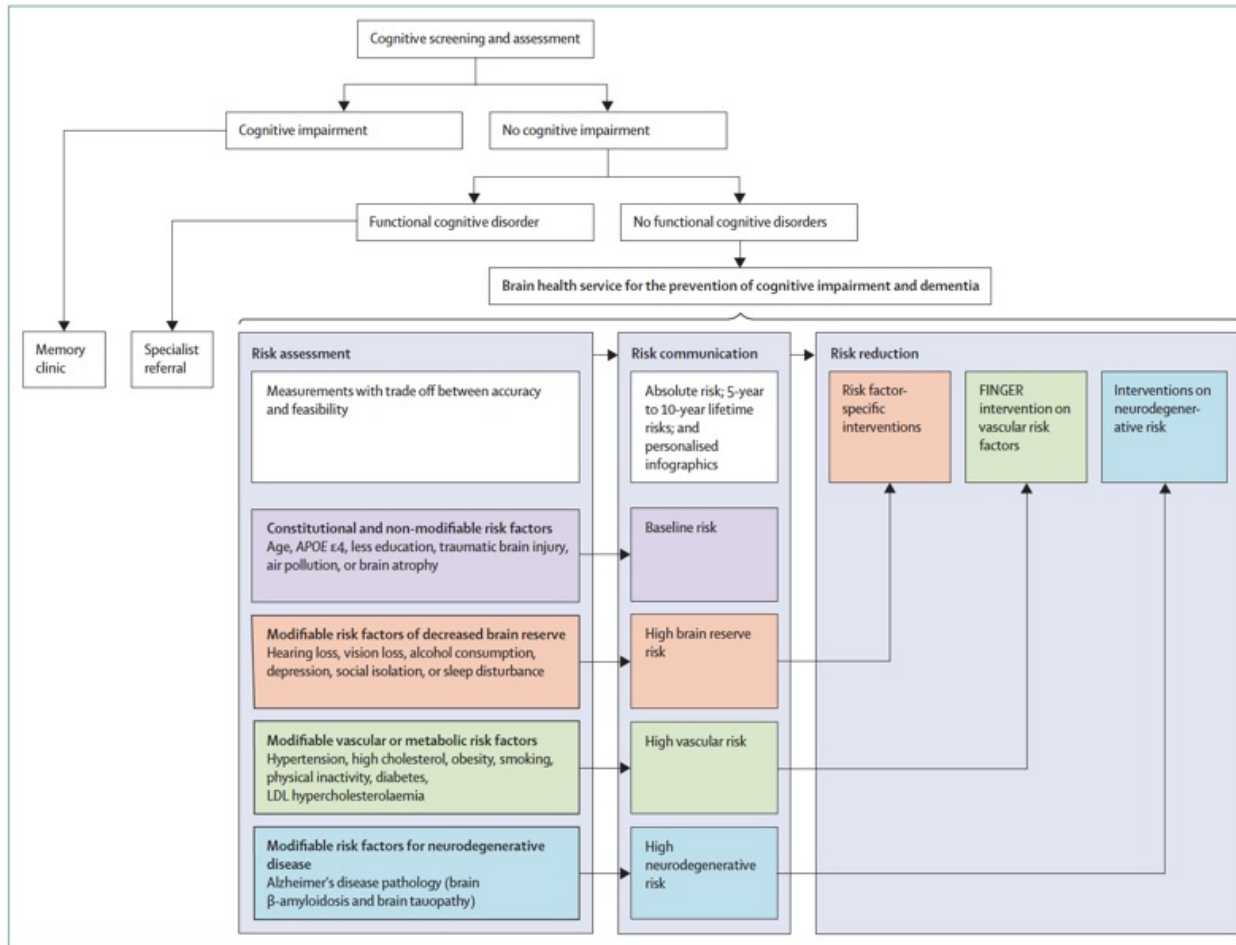 Cognitive screening and assessment
Cognitive impairment
No cognitive impairment
Functional cognitive disorder
No functional cognitive disorders
Brain health service for the prevention of cognitive impairment and dementia
Memory
clinic
Specialist
referral
Risk assessment
Measurements with trade off between accuracy
and feasibility
Constitutional and non-modifiable risk factors
Age, APOE ε4, less education, traumatic brain injury,
air pollution, or brain atrophy
Modifiable risk factors of decreased brain reserve
Hearing loss, vision loss, alcohol consumption,
depression, social isolation, or sleep disturbance
Modifiable vascular or metabolic risk factors
Hypertension, high cholesterol, obesity, smoking,
physical inactivity, diabetes,
LDL hypercholesterolaemia
Modifiable risk factors for neurodegenerative
disease
Alzheimer's disease pathology (brain
β-amyloidosis and brain tauopathy)
Risk communication
Absolute risk; 5-year
to 10-year lifetime
risks; and
personalised
infographics
Baseline risk
High brain reserve
risk
High vascular risk
High
neurodegenerative
risk
Risk reduction
Risk factor-
specific
interventions
FINGER
intervention on
vascular risk
factors
Interventions on
neurodegener-
ative risk